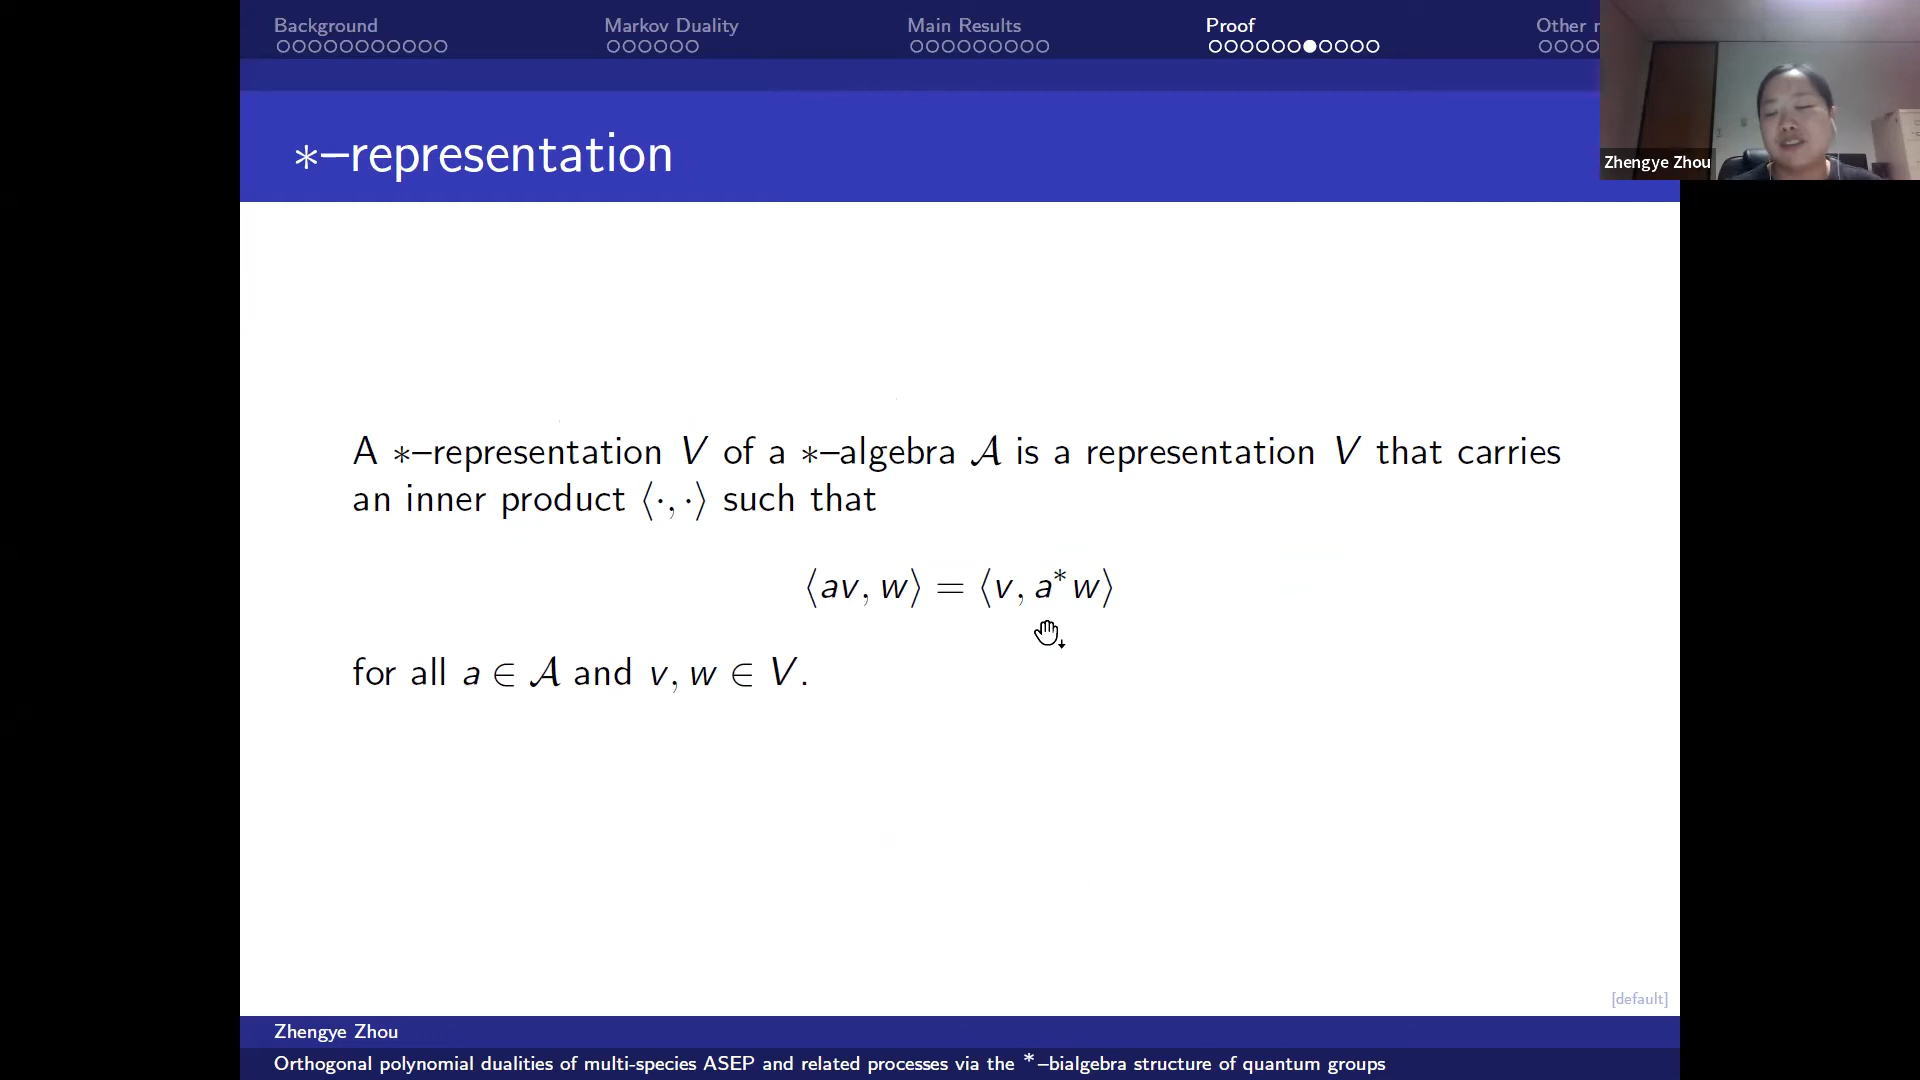 Background Markov Duality Main Results Proof Other
∗–representation
Zhengye Zhou
A ∗–representation V of a ∗–algebra 𝒜 is a representation V that carries
an inner product ⟨·, ·⟩ such that
⟨av, w⟩ = ⟨v, a*w⟩
for all a ∈ 𝒜 and v, w ∈ V.
[default]
Zhengye Zhou
Orthogonal polynomial dualities of multi-species ASEP and related processes via the *–bialgebra structure of quantum groups